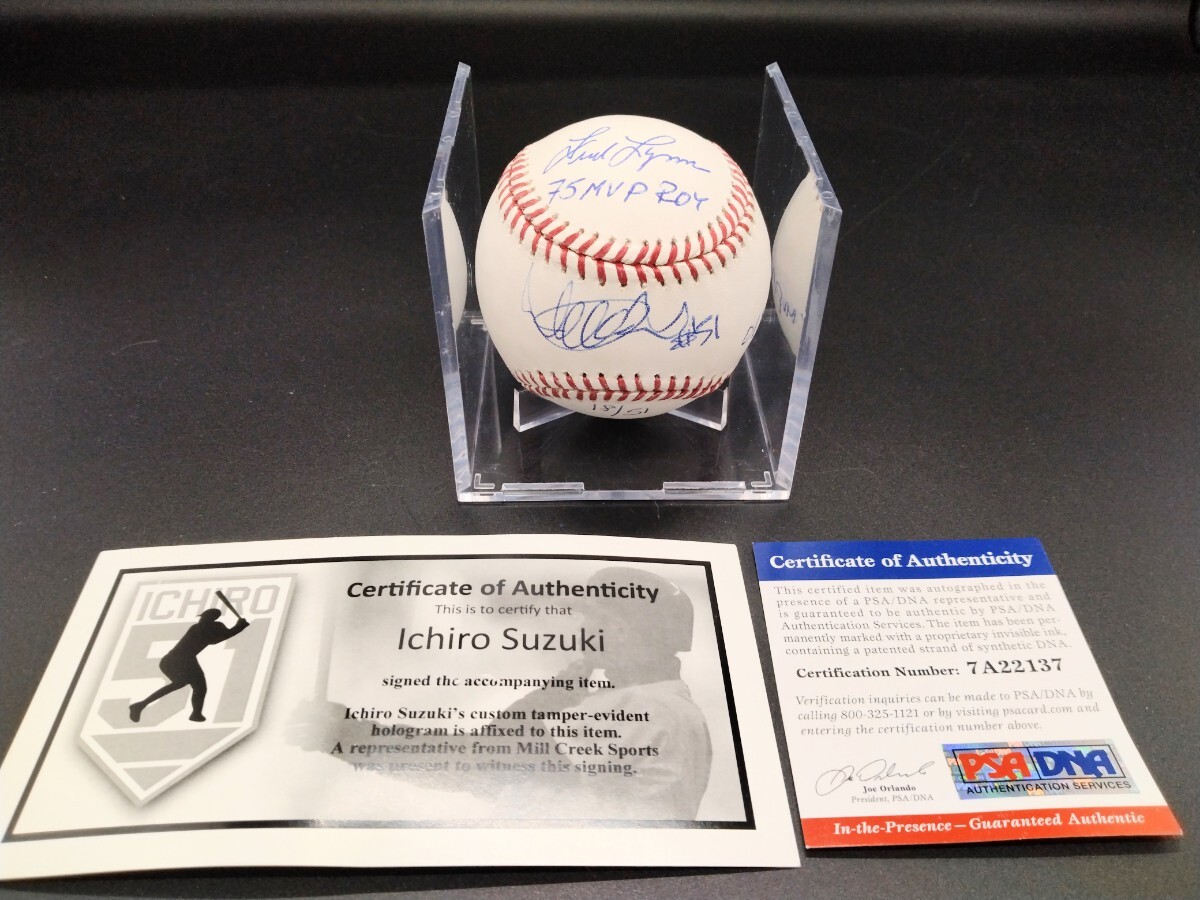 Fred Lynn
75 MVP ROY
#51
18/51
ICHIRO
51
Certificate of Authenticity
This is to certify that
Ichiro Suzuki
signed the accompanying item.
Ichiro Suzuki's custom tamper-evident
hologram is affixed to this item.
A representative from Mill Creek Sports
was present to witness this signing.
Certificate of Authenticity
This certified item was autographed in the
presence of a PSA/DNA representative and
is guaranteed to be authentic by PSA/DNA
Authentication Services. The item has been per-
manently marked with a proprietary invisible ink,
containing a patented strand of synthetic DNA.
Certification Number: 7A22137
Verification inquiries can be made to PSA/DNA by
calling 800-325-1121 or by visiting psacard.com and
entering the certification number above.
Joe Orlando
President, PSA/DNA
PSA DNA
AUTHENTICATION SERVICES
In-the-Presence — Guaranteed Authentic